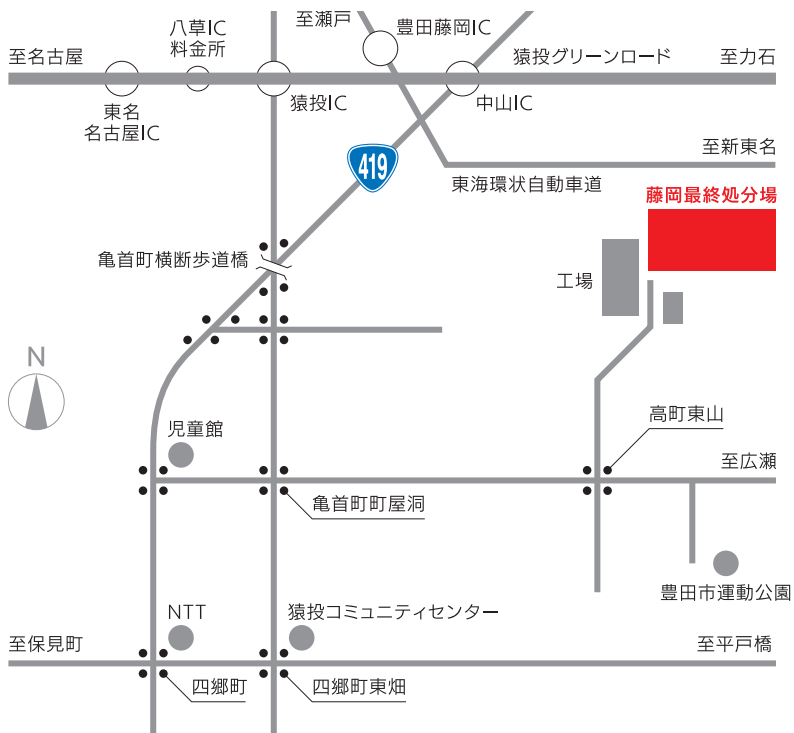 至瀬戸
豊田藤岡IC
八草IC
料金所
至名古屋
猿投グリーンロード
至力石
東名
名古屋IC
猿投IC
中山IC
至新東名
419
東海環状自動車道
藤岡最終処分場
亀首町横断歩道橋
工場
N
児童館
高町東山
至広瀬
亀首町町屋洞
豊田市運動公園
NTT
猿投コミュニティセンター
至保見町
至平戸橋
四郷町
四郷町東畑